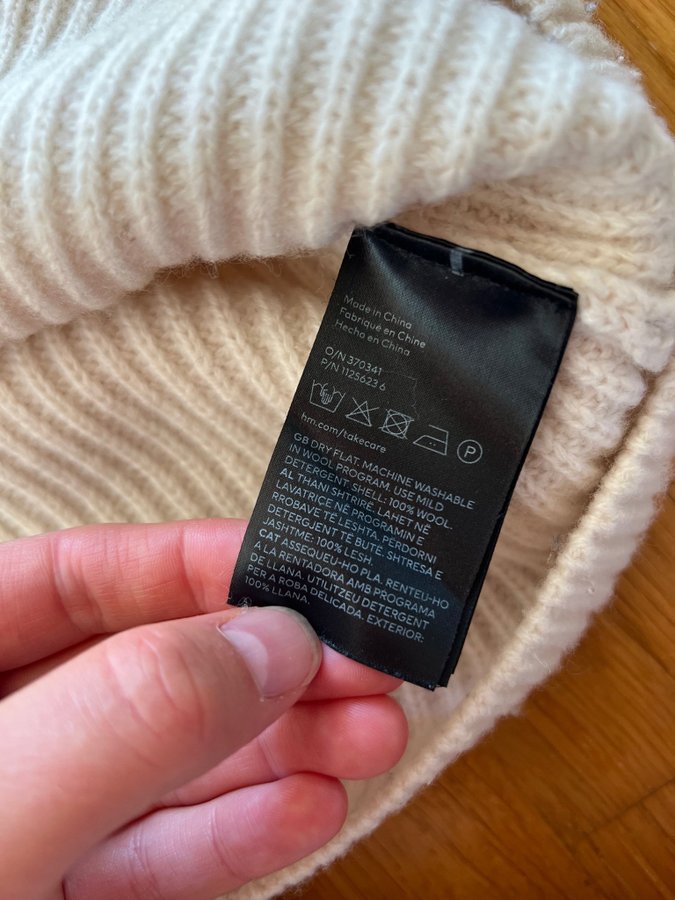 Made in China
Fabriqué en Chine
Hecho en China
O/N 370341
P/N 1125623 6
P
hm.com/takecare
GB DRY FLAT. MACHINE WASHABLE
IN WOOL PROGRAM. USE MILD
DETERGENT. SHELL: 100% WOOL.
AL THANI SHTRIRË. LAHET NË
LAVATRICE NË PROGRAMIN E
RROBAVE TË LESHTA. PËRDORNI
DETERGJENT TË BUTË. SHTRESA E
JASHTME: 100% LESH.
CAT ASSEQUEU-HO PLA. RENTEU-HO
A LA RENTADORA AMB PROGRAMA
DE LLANA. UTILITZEU DETERGENT
PER A ROBA DELICADA. EXTERIOR:
100% LLANA.